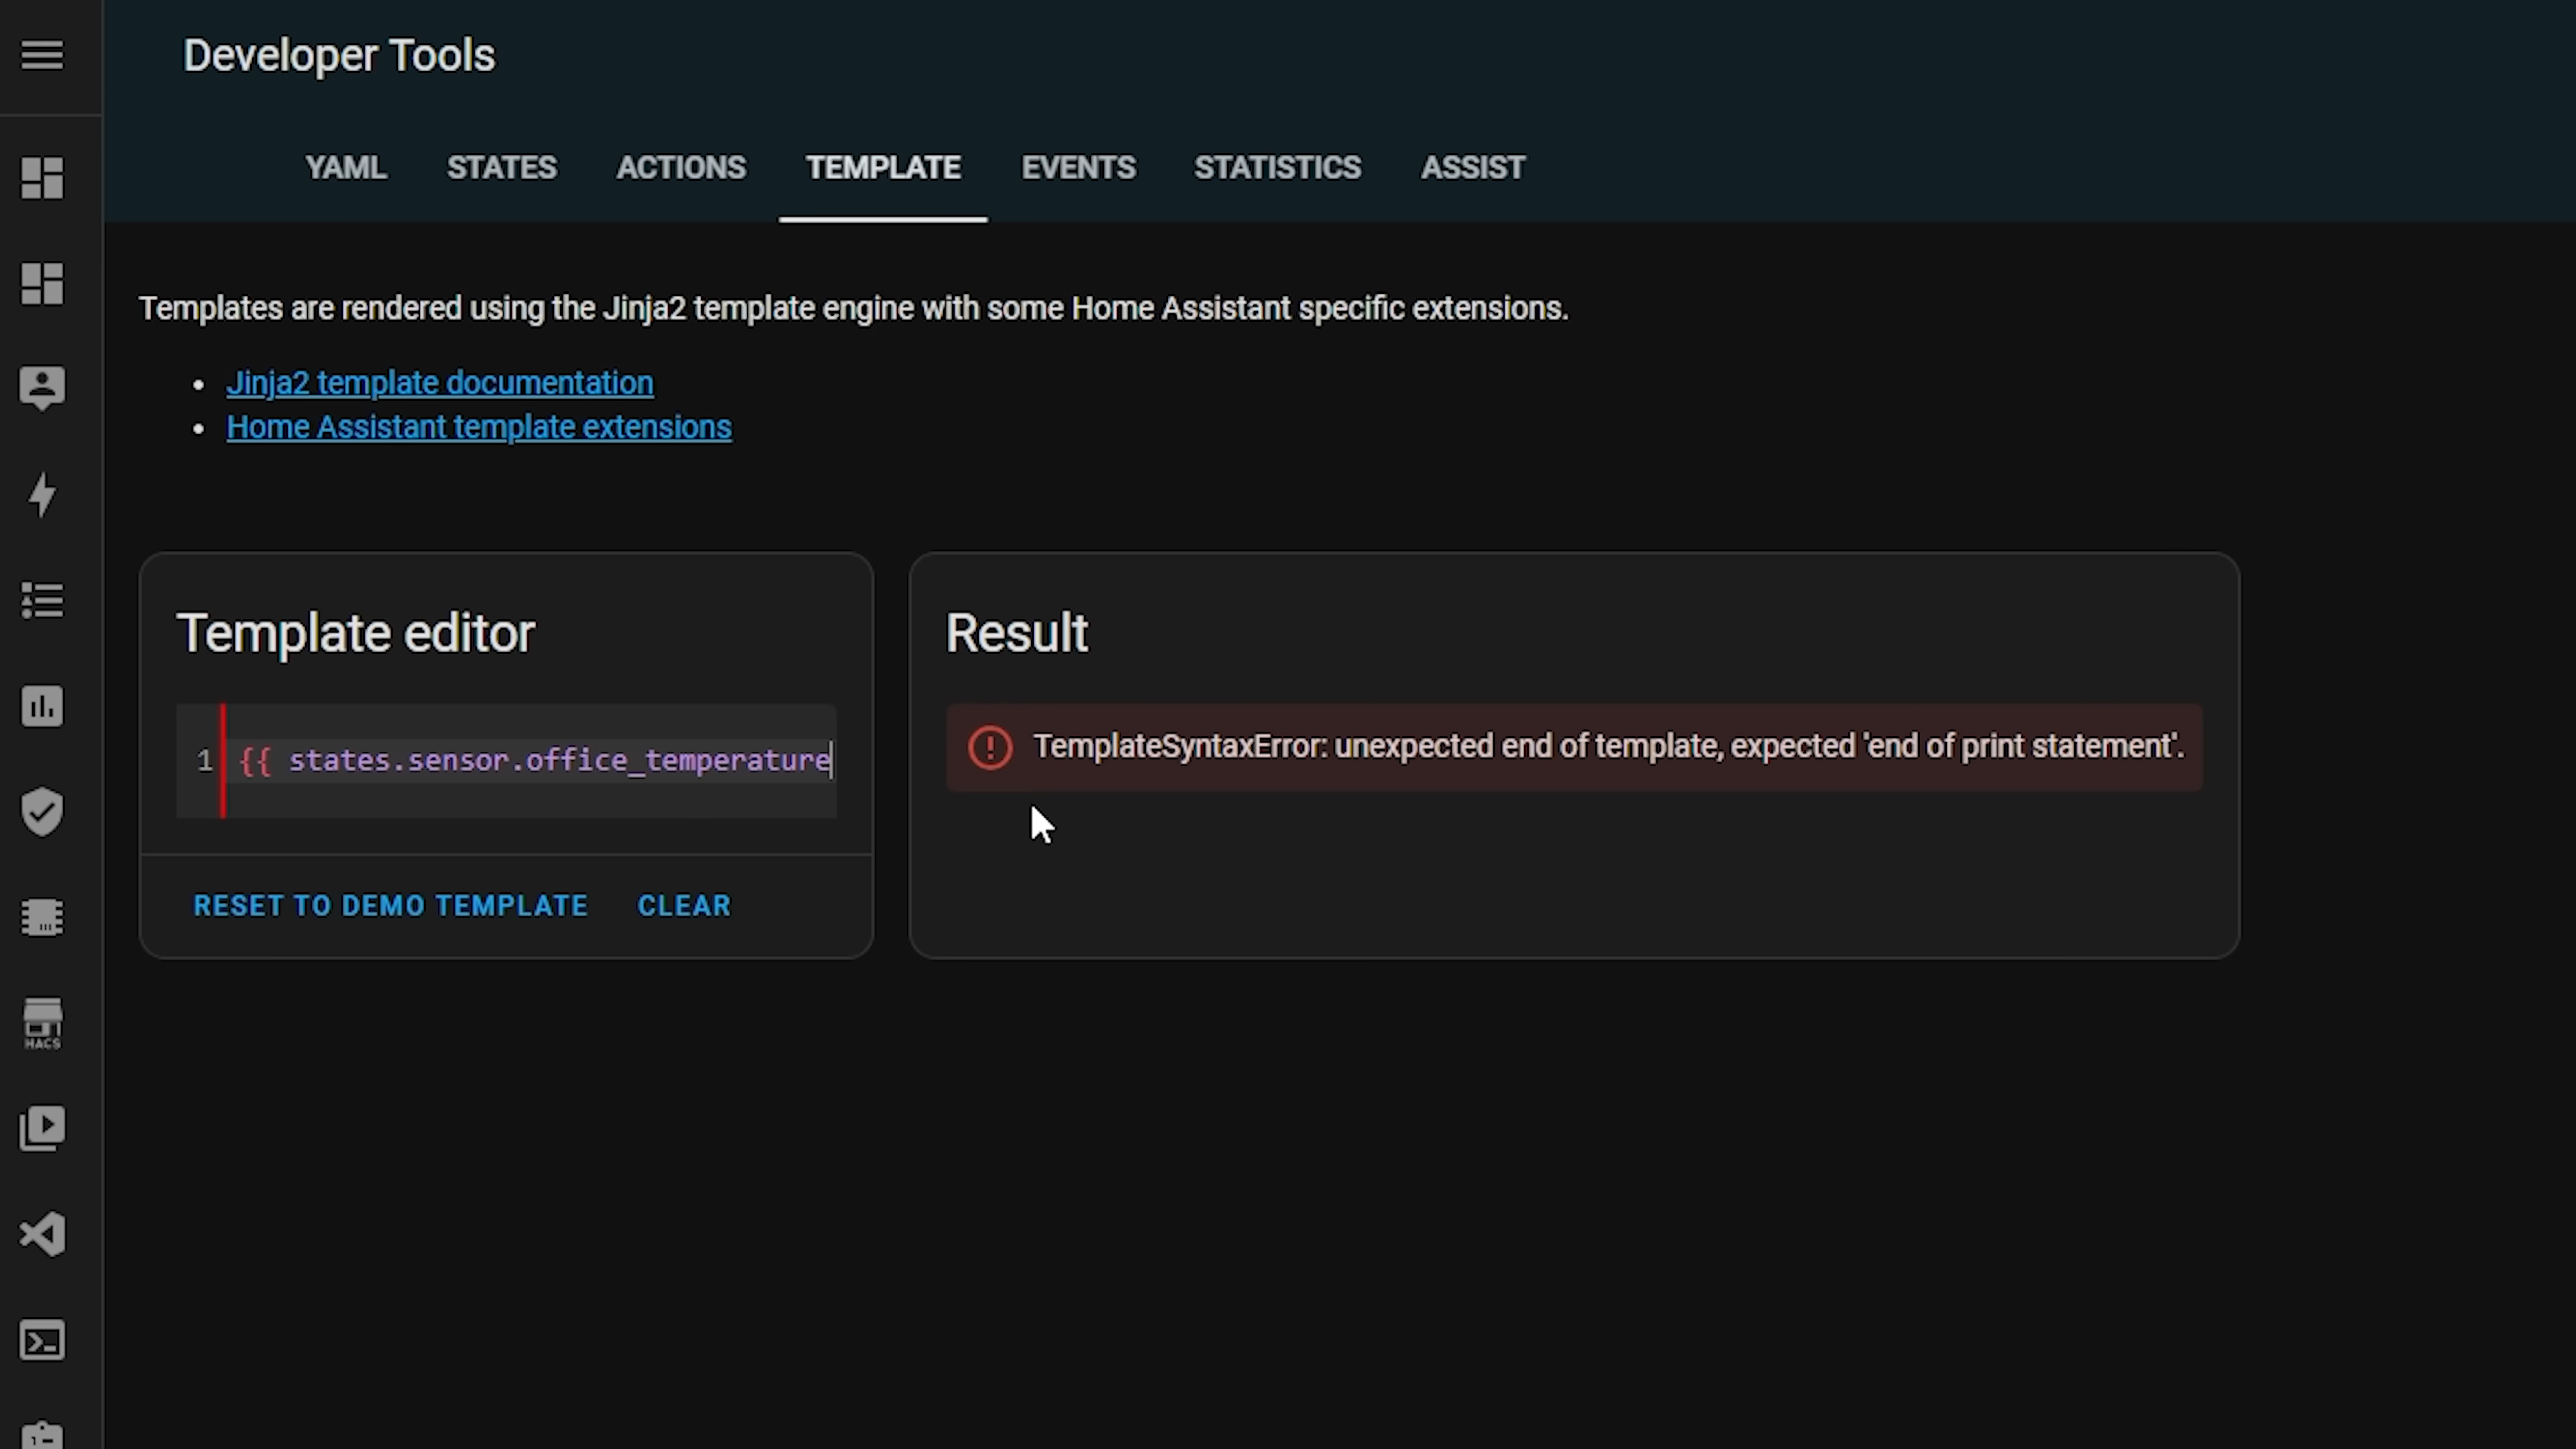 Developer Tools
YAML STATES ACTIONS TEMPLATE EVENTS STATISTICS ASSIST
Templates are rendered using the Jinja2 template engine with some Home Assistant specific extensions.
Jinja2 template documentation
Home Assistant template extensions
Template editor
1 {{ states.sensor.office_temperature
RESET TO DEMO TEMPLATE CLEAR
Result
TemplateSyntaxError: unexpected end of template, expected 'end of print statement'.
HACS